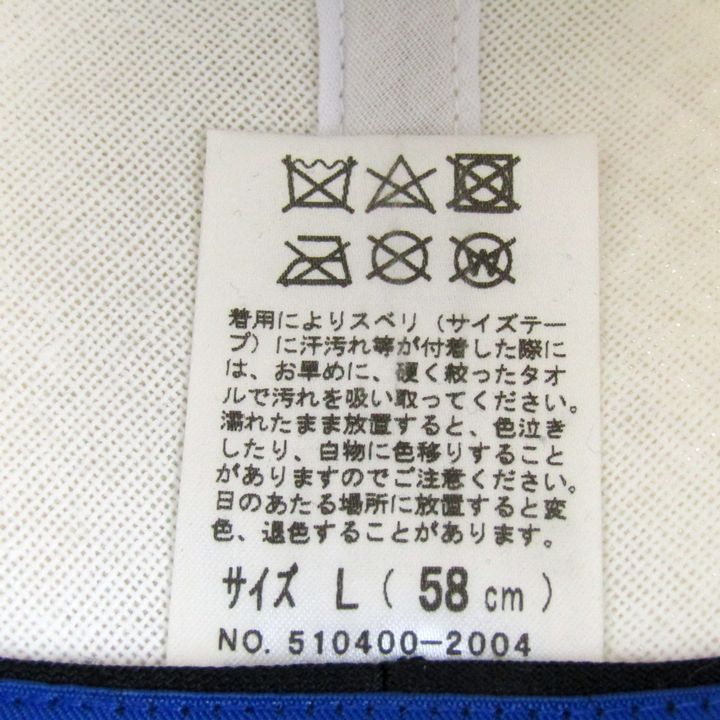 着用によりスベリ（サイズテー
プ）に汗汚れ等が付着した際に
は、お早めに、硬く絞ったタオ
ルで汚れを吸い取ってください。
濡れたまま放置すると、色泣き
したり、白物に色移りすること
がありますのでご注意ください。
日のあたる場所に放置すると変
色、退色することがあります。
サイズ L ( 58 cm )
NO. 510400-2004